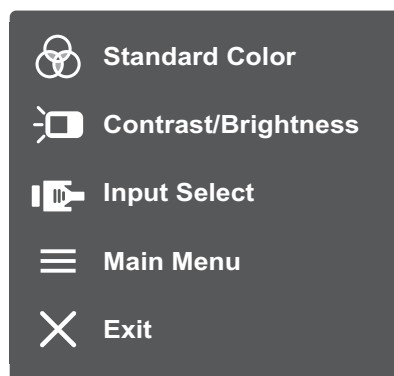 Standard Color
Contrast/Brightness
Input Select
Main Menu
Exit